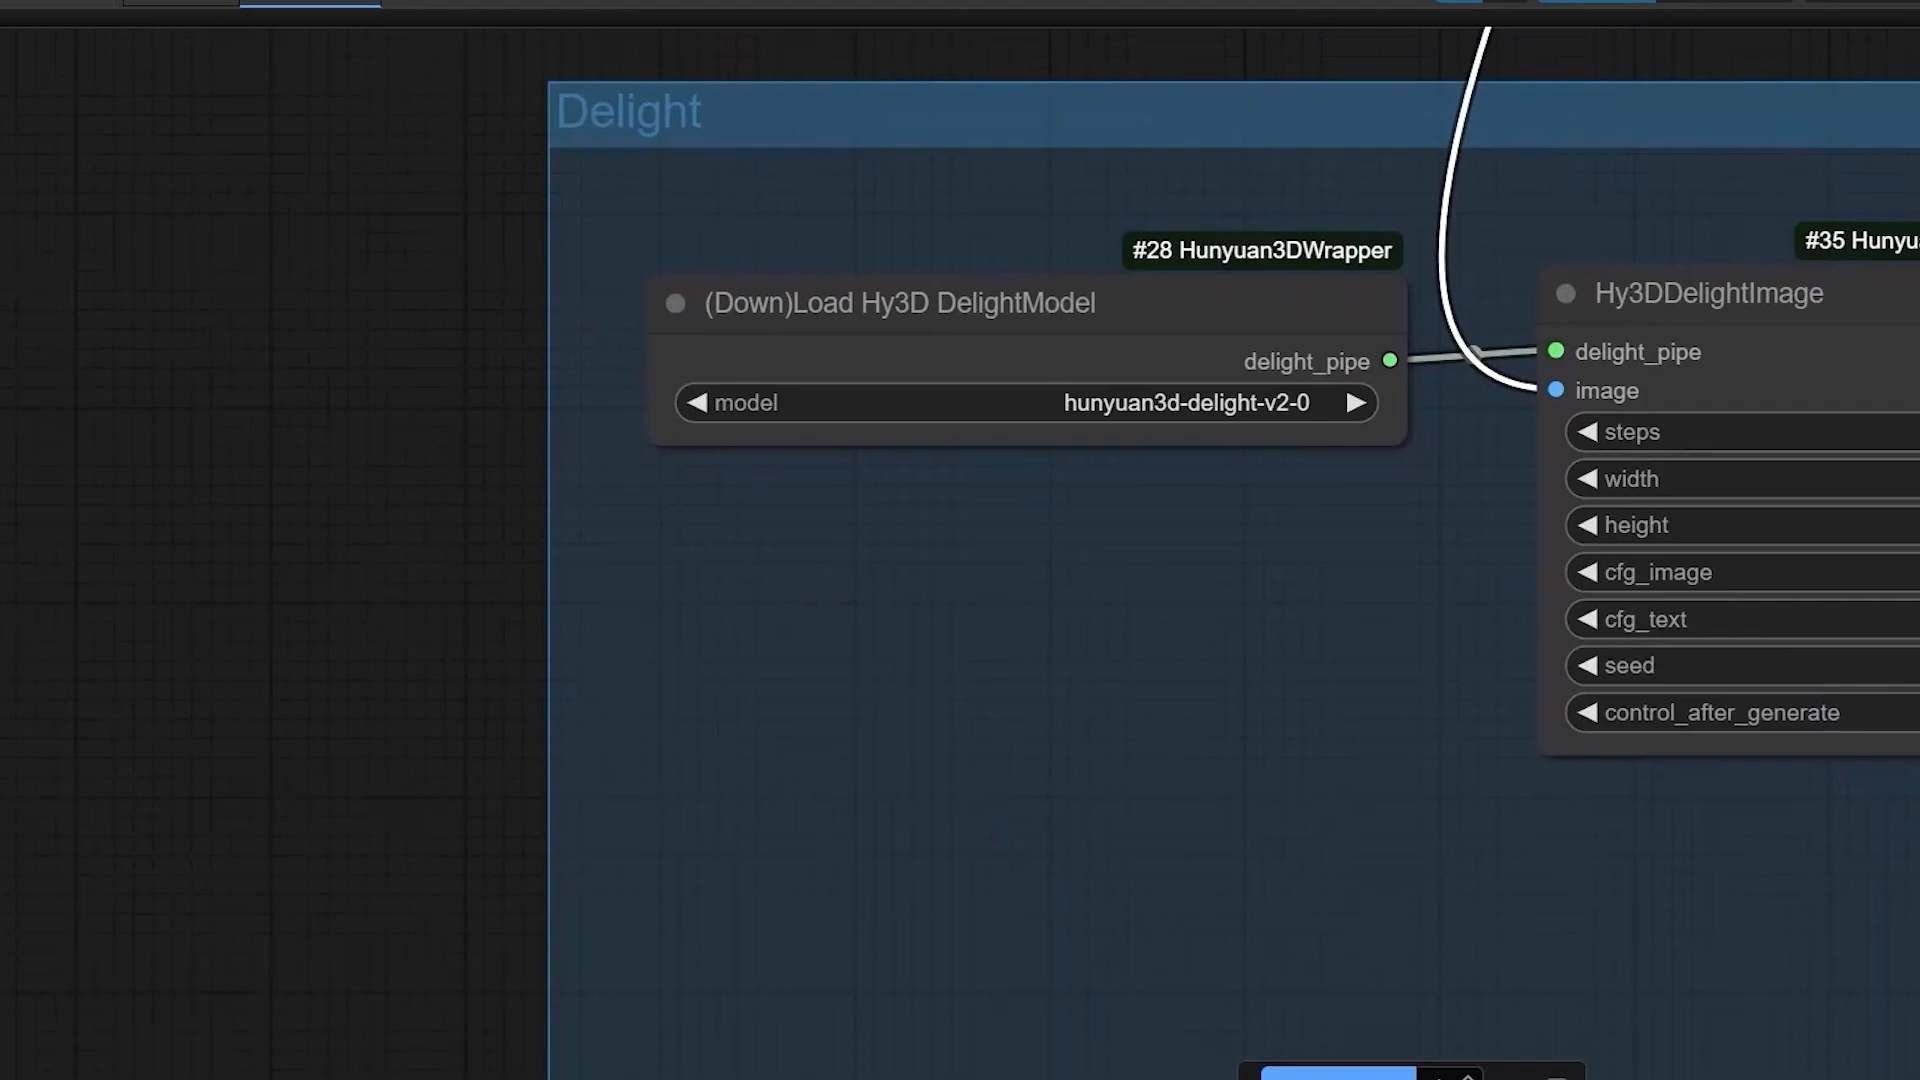 Delight
#28 Hunyuan3DWrapper
(Down)Load Hy3D DelightModel
delight_pipe
model hunyuan3d-delight-v2-0
#35 Hunyu
Hy3DDelightImage
delight_pipe
image
steps
width
height
cfg_image
cfg_text
seed
control_after_generate